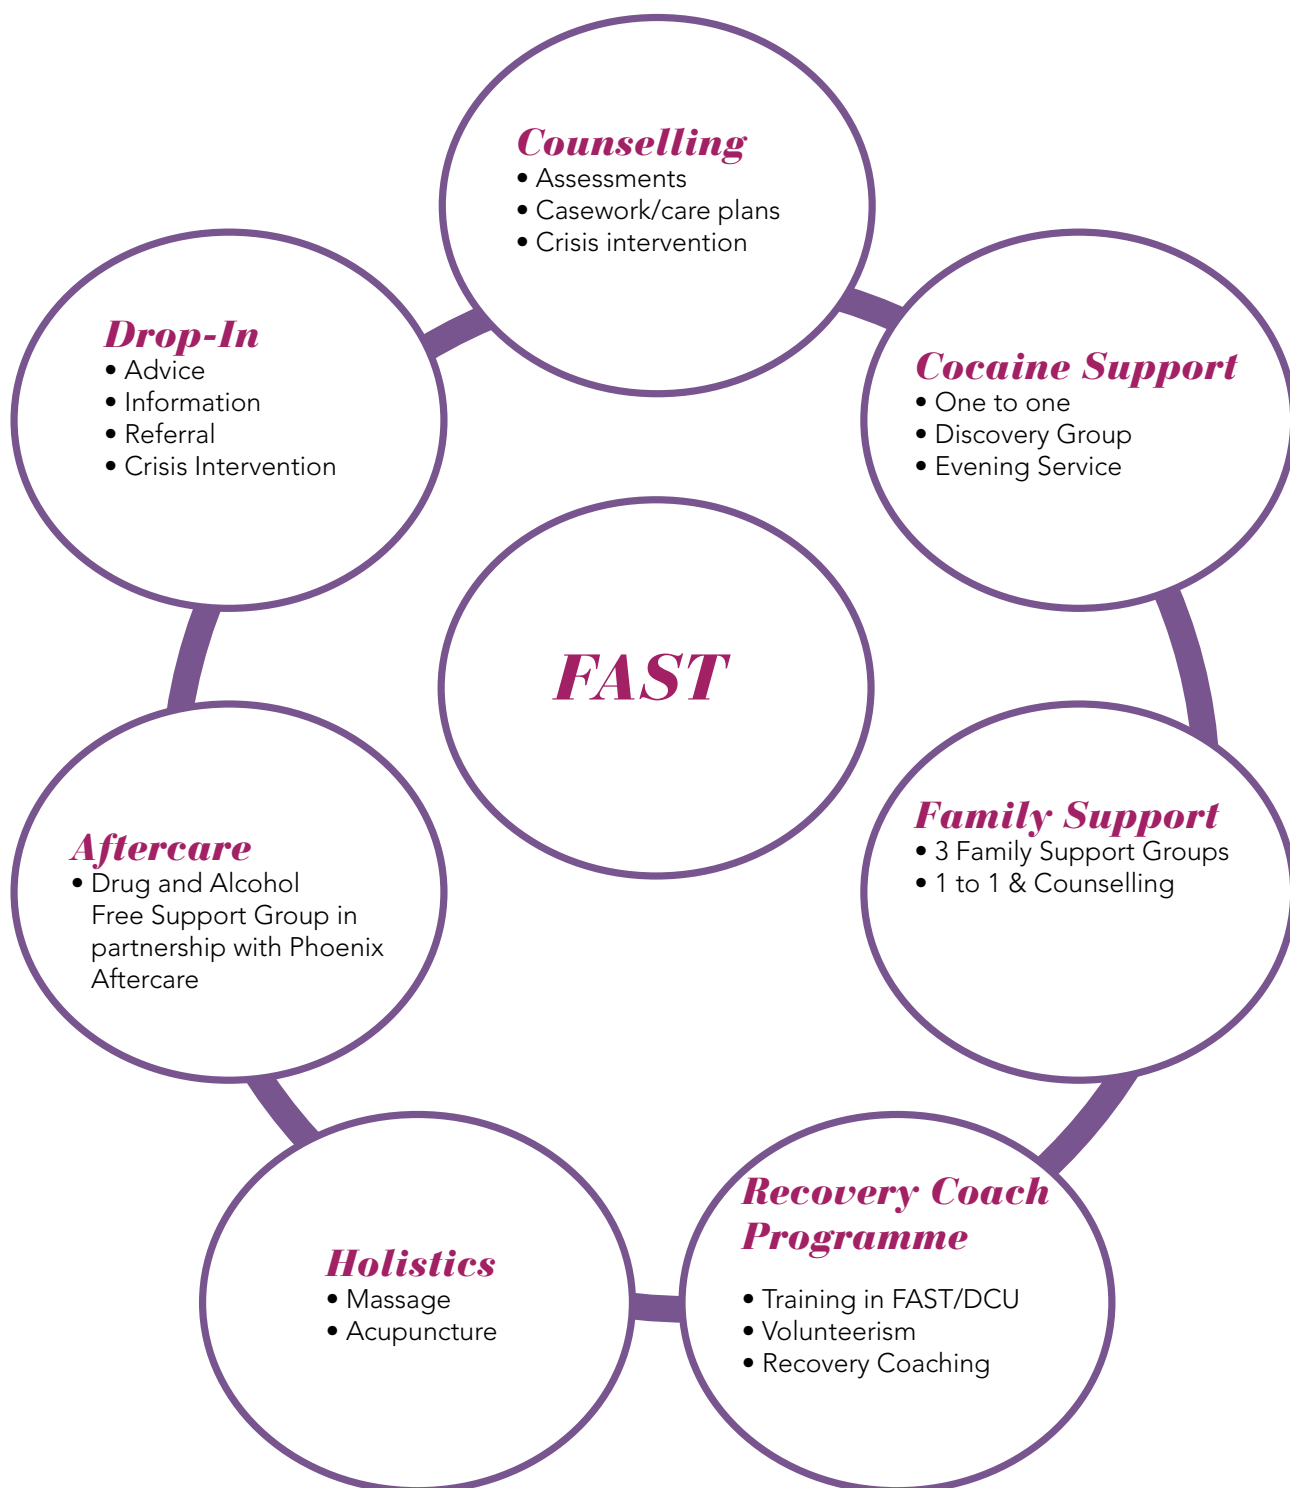 Counselling
• Assessments
• Casework/care plans
• Crisis intervention
Drop-In
• Advice
• Information
• Referral
• Crisis Intervention
Cocaine Support
• One to one
• Discovery Group
• Evening Service
FAST
Aftercare
• Drug and Alcohol
Free Support Group in
partnership with Phoenix
Aftercare
Family Support
• 3 Family Support Groups
• 1 to 1 & Counselling
Holistics
• Massage
• Acupuncture
Recovery Coach
Programme
• Training in FAST/DCU
• Volunteerism
• Recovery Coaching